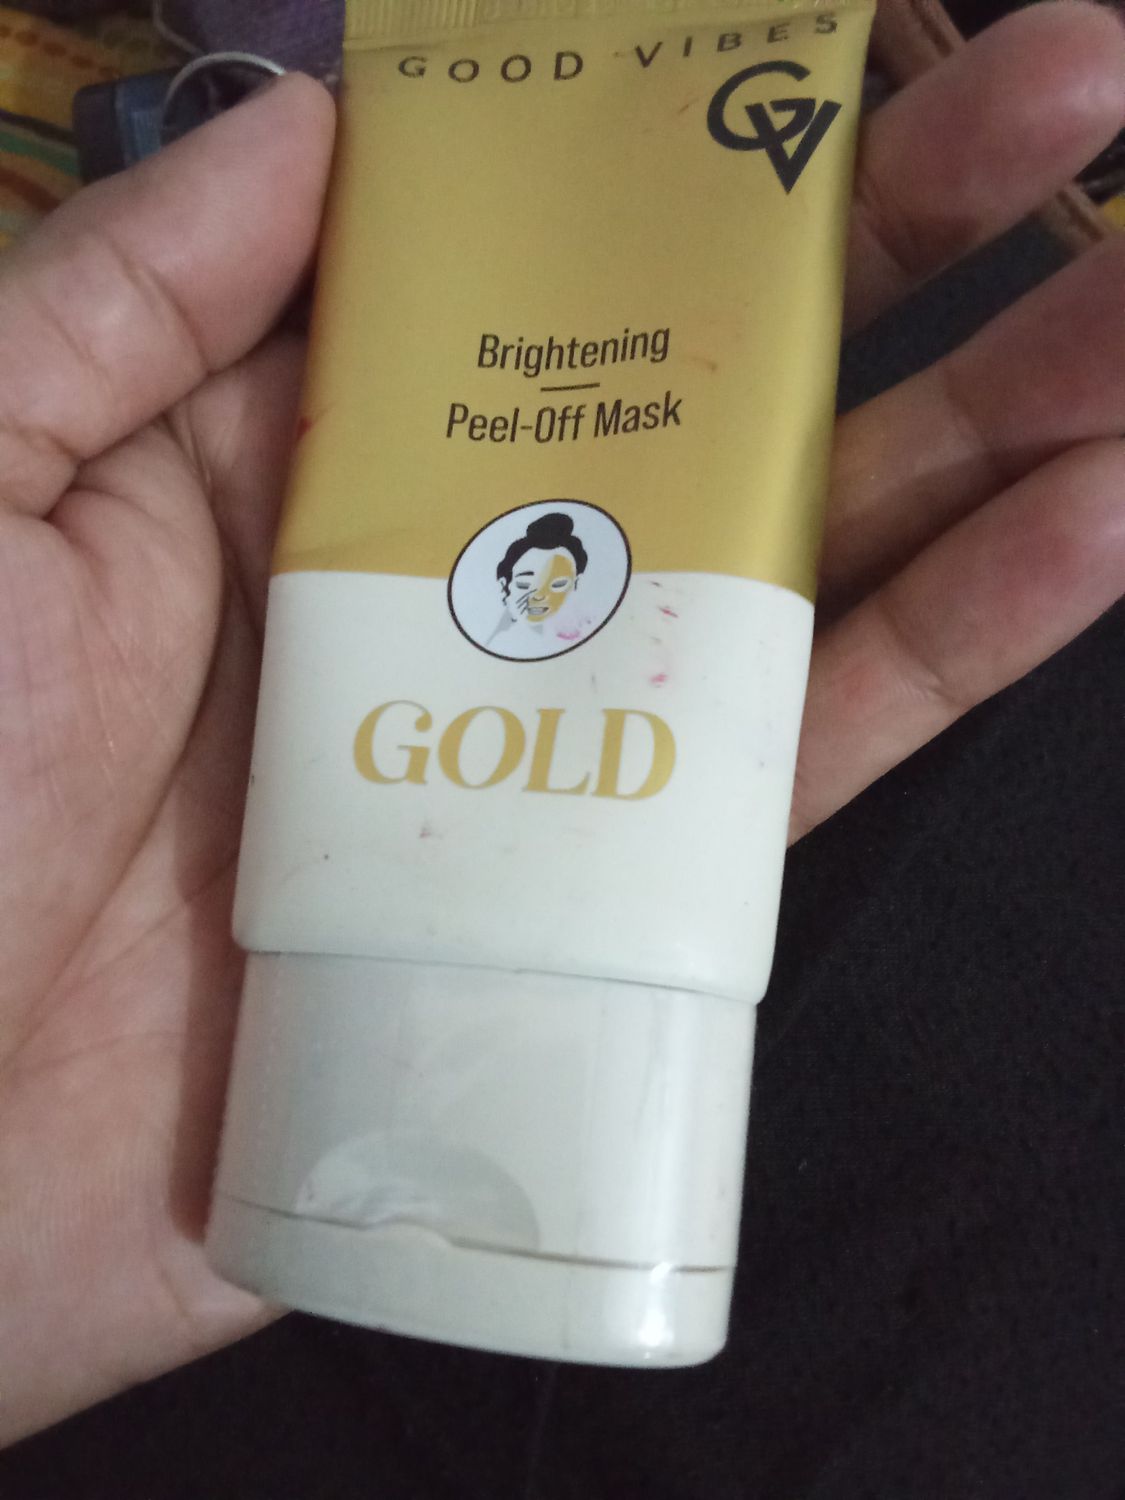 GOOD VIBES
GV
Brightening
Peel-Off Mask
GOLD